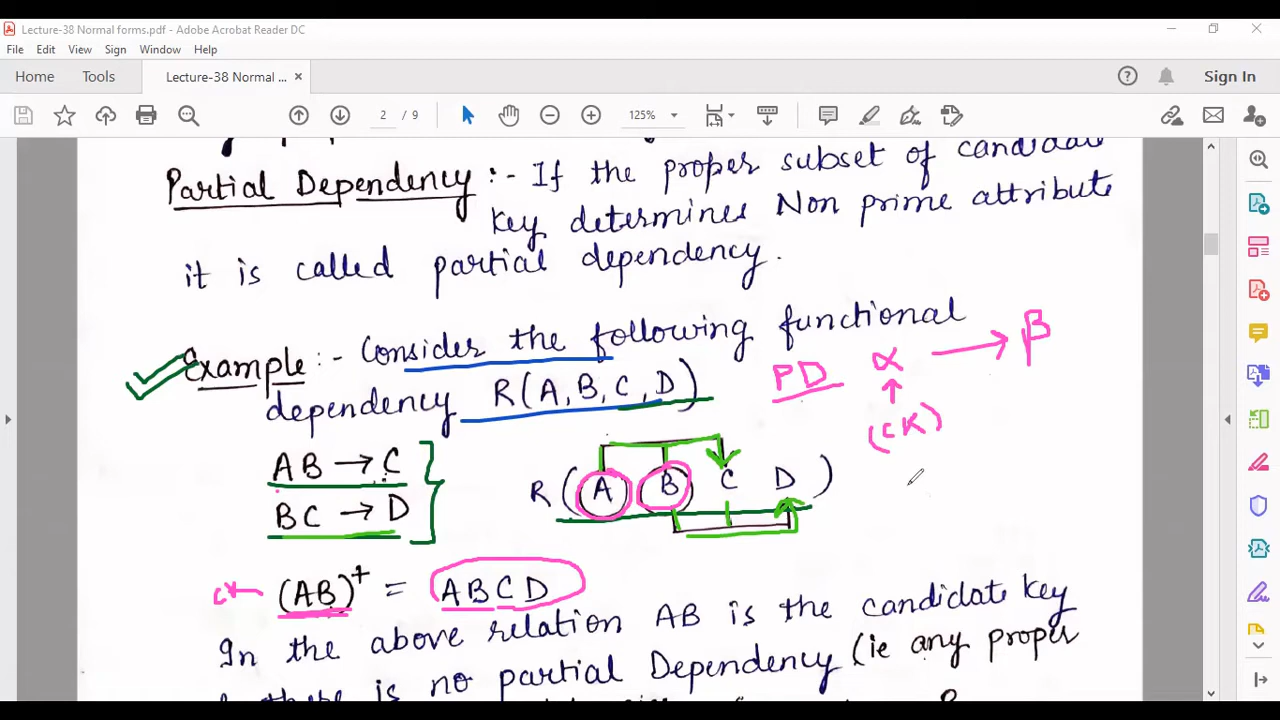 Lecture-38 Normal forms.pdf - Adobe Acrobat Reader DC
File Edit View Sign Window Help
Home Tools Lecture-38 Normal ... × Sign In
2 / 9 125%
Partial Dependency :- If the proper subset of candidate
key determines Non prime attribute
it is called partial dependency.
Example :- Consider the following functional
dependency R(A,B,C,D)
PD α → β
(CK)
AB → C
BC → D
R(A B C D)
CK (AB)+ = ABCD
In the above relation AB is the candidate key
there is no partial Dependency (ie any proper